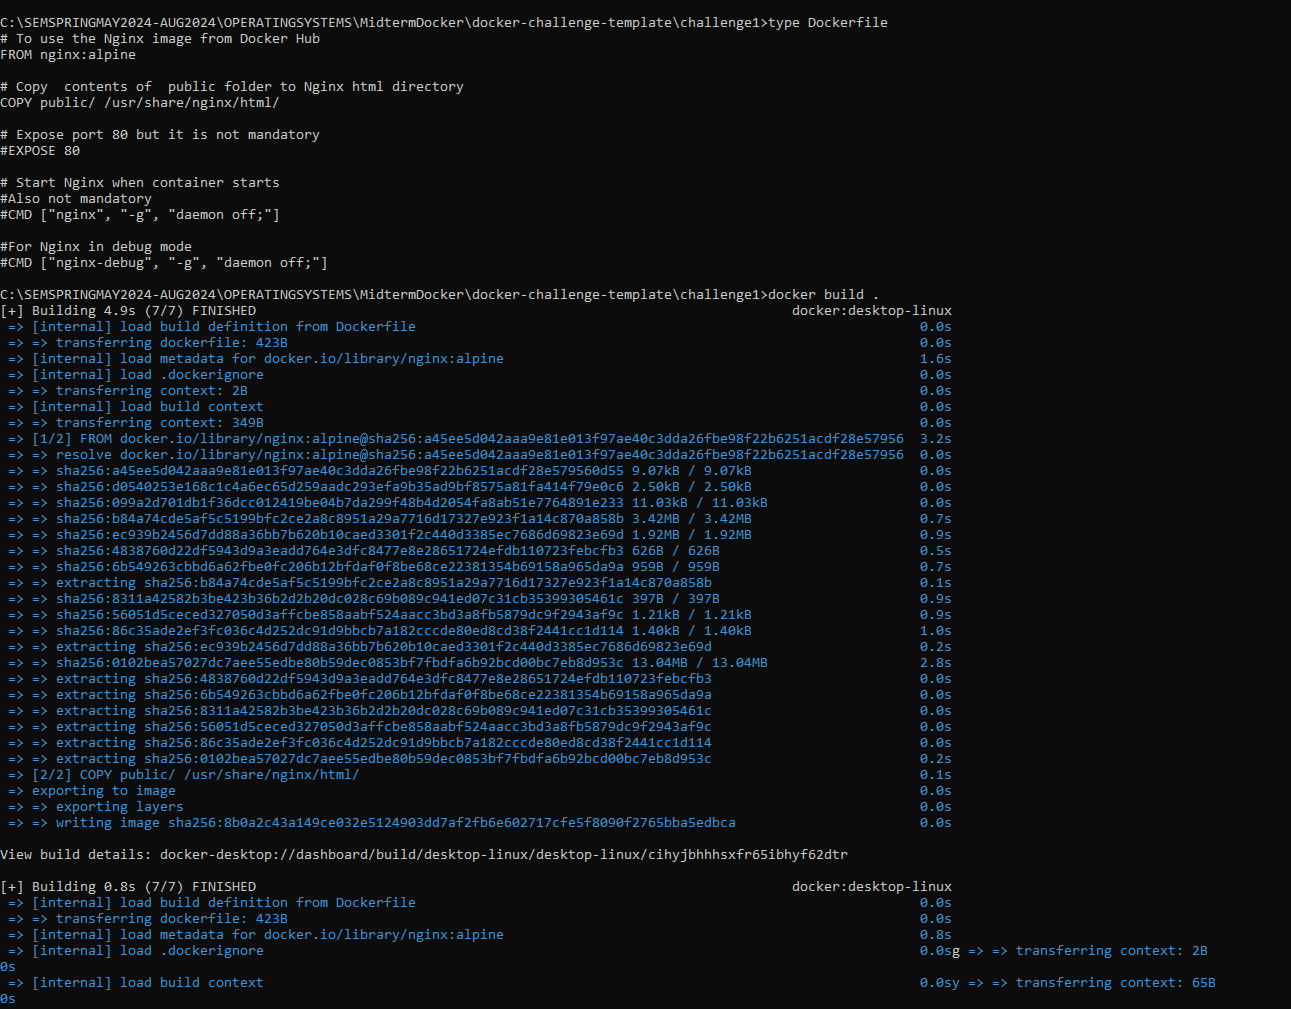 C:\SEMSPRINGMAY2024-AUG2024\OPERATINGSYSTEMS\MidtermDocker\docker-challenge-template\challenge1>type Dockerfile
# To use the Nginx image from Docker Hub
FROM nginx:alpine
# Copy  contents of  public folder to Nginx html directory
COPY public/ /usr/share/nginx/html/
# Expose port 80 but it is not mandatory
#EXPOSE 80
# Start Nginx when container starts
#Also not mandatory
#CMD ["nginx", "-g", "daemon off;"]
#For Nginx in debug mode
#CMD ["nginx-debug", "-g", "daemon off;"]
C:\SEMSPRINGMAY2024-AUG2024\OPERATINGSYSTEMS\MidtermDocker\docker-challenge-template\challenge1>docker build .
[+] Building 4.9s (7/7) FINISHED docker:desktop-linux
=> [internal] load build definition from Dockerfile 0.0s
=> => transferring dockerfile: 423B 0.0s
=> [internal] load metadata for docker.io/library/nginx:alpine 1.6s
=> [internal] load .dockerignore 0.0s
=> => transferring context: 2B 0.0s
=> [internal] load build context 0.0s
=> => transferring context: 349B 0.0s
=> [1/2] FROM docker.io/library/nginx:alpine@sha256:a45ee5d042aaa9e81e013f97ae40c3dda26fbe98f22b6251acdf28e57956 3.2s
=> => resolve docker.io/library/nginx:alpine@sha256:a45ee5d042aaa9e81e013f97ae40c3dda26fbe98f22b6251acdf28e57956 0.0s
=> => sha256:a45ee5d042aaa9e81e013f97ae40c3dda26fbe98f22b6251acdf28e579560d55 9.07kB / 9.07kB 0.0s
=> => sha256:d0540253e168c1c4a6ec65d259aadc293efa9b35ad9bf8575a81fa414f79e0c6 2.50kB / 2.50kB 0.0s
=> => sha256:099a2d701db1f36dcc012419be04b7da299f48b4d2054fa8ab51e7764891e233 11.03kB / 11.03kB 0.0s
=> => sha256:b84a74cde5af5c5199bfc2ce2a8c8951a29a7716d17327e923f1a14c870a858b 3.42MB / 3.42MB 0.7s
=> => sha256:ec939b2456d7dd88a36bb7b620b10caed3301f2c440d3385ec7686d69823e69d 1.92MB / 1.92MB 0.9s
=> => sha256:4838760d22df5943d9a3eadd764e3dfc8477e8e28651724efdb110723febcfb3 626B / 626B 0.5s
=> => sha256:6b549263cbbd6a62fbe0fc206b12bfdaf0f8be68ce22381354b69158a965da9a 959B / 959B 0.7s
=> => extracting sha256:b84a74cde5af5c5199bfc2ce2a8c8951a29a7716d17327e923f1a14c870a858b 0.1s
=> => sha256:8311a42582b3be423b36b2d2b20dc028c69b089c941ed07c31cb35399305461c 397B / 397B 0.9s
=> => sha256:56051d5ceced327050d3affcbe858aabf524aacc3bd3a8fb5879dc9f2943af9c 1.21kB / 1.21kB 0.9s
=> => sha256:86c35ade2ef3fc036c4d252dc91d9bbcb7a182cccde80ed8cd38f2441cc1d114 1.40kB / 1.40kB 1.0s
=> => extracting sha256:ec939b2456d7dd88a36bb7b620b10caed3301f2c440d3385ec7686d69823e69d 0.2s
=> => sha256:0102bea57027dc7aee55edbe80b59dec0853bf7fbdfa6b92bcd00bc7eb8d953c 13.04MB / 13.04MB 2.8s
=> => extracting sha256:4838760d22df5943d9a3eadd764e3dfc8477e8e28651724efdb110723febcfb3 0.0s
=> => extracting sha256:6b549263cbbd6a62fbe0fc206b12bfdaf0f8be68ce22381354b69158a965da9a 0.0s
=> => extracting sha256:8311a42582b3be423b36b2d2b20dc028c69b089c941ed07c31cb35399305461c 0.0s
=> => extracting sha256:56051d5ceced327050d3affcbe858aabf524aacc3bd3a8fb5879dc9f2943af9c 0.0s
=> => extracting sha256:86c35ade2ef3fc036c4d252dc91d9bbcb7a182cccde80ed8cd38f2441cc1d114 0.0s
=> => extracting sha256:0102bea57027dc7aee55edbe80b59dec0853bf7fbdfa6b92bcd00bc7eb8d953c 0.2s
=> [2/2] COPY public/ /usr/share/nginx/html/ 0.1s
=> exporting to image 0.0s
=> => exporting layers 0.0s
=> => writing image sha256:8b0a2c43a149ce032e5124903dd7af2fb6e602717cfe5f8090f2765bba5edbca 0.0s
View build details: docker-desktop://dashboard/build/desktop-linux/desktop-linux/cihyjbhhhsxfr65ibhyf62dtr
[+] Building 0.8s (7/7) FINISHED docker:desktop-linux
=> [internal] load build definition from Dockerfile 0.0s
=> => transferring dockerfile: 423B 0.0s
=> [internal] load metadata for docker.io/library/nginx:alpine 0.8s
=> [internal] load .dockerignore 0.0sg => => transferring context: 2B
0s
=> [internal] load build context 0.0sy => => transferring context: 65B
0s